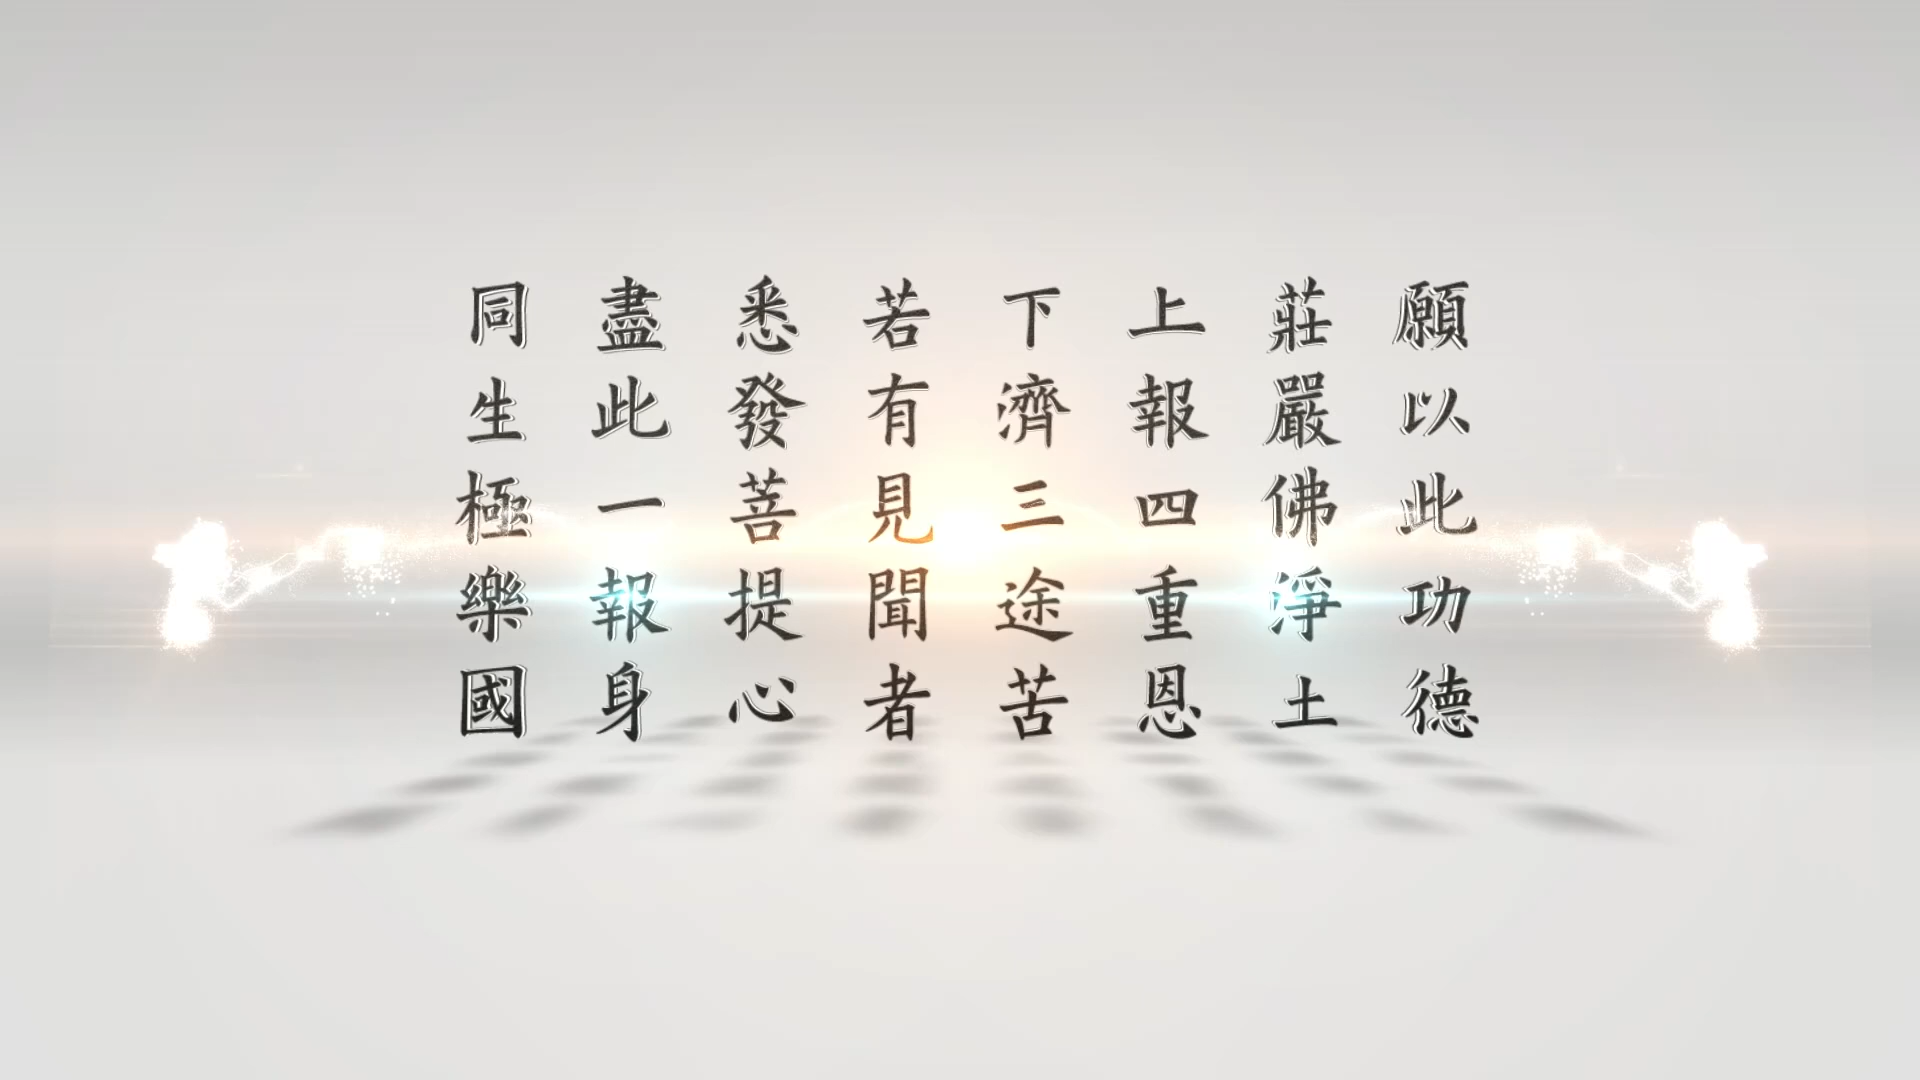 願以此功德
莊嚴佛淨土
上報四重恩
下濟三途苦
若有見聞者
悉發菩提心
盡此一報身
同生極樂國